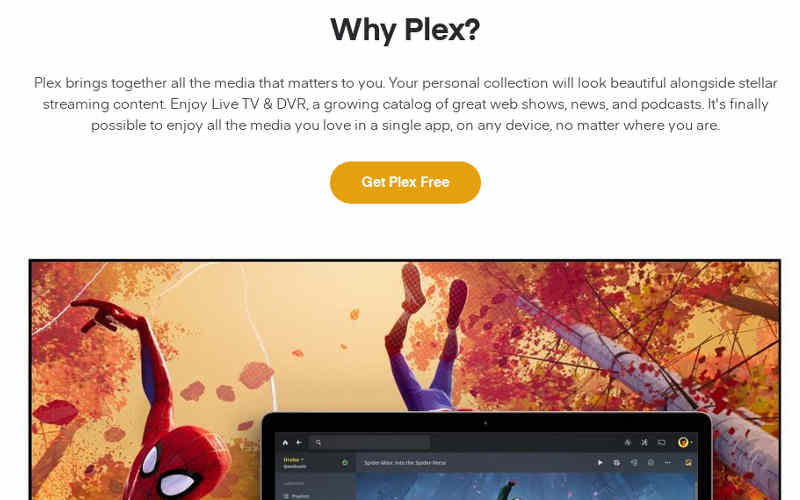 Why Plex?
Plex brings together all the media that matters to you. Your personal collection will look beautiful alongside stellar
streaming content. Enjoy Live TV & DVR, a growing catalog of great web shows, news, and podcasts. It's finally
possible to enjoy all the media you love in a single app, on any device, no matter where you are.
Get Plex Free
Spider-Man: Into the Spider-Verse
Playlists